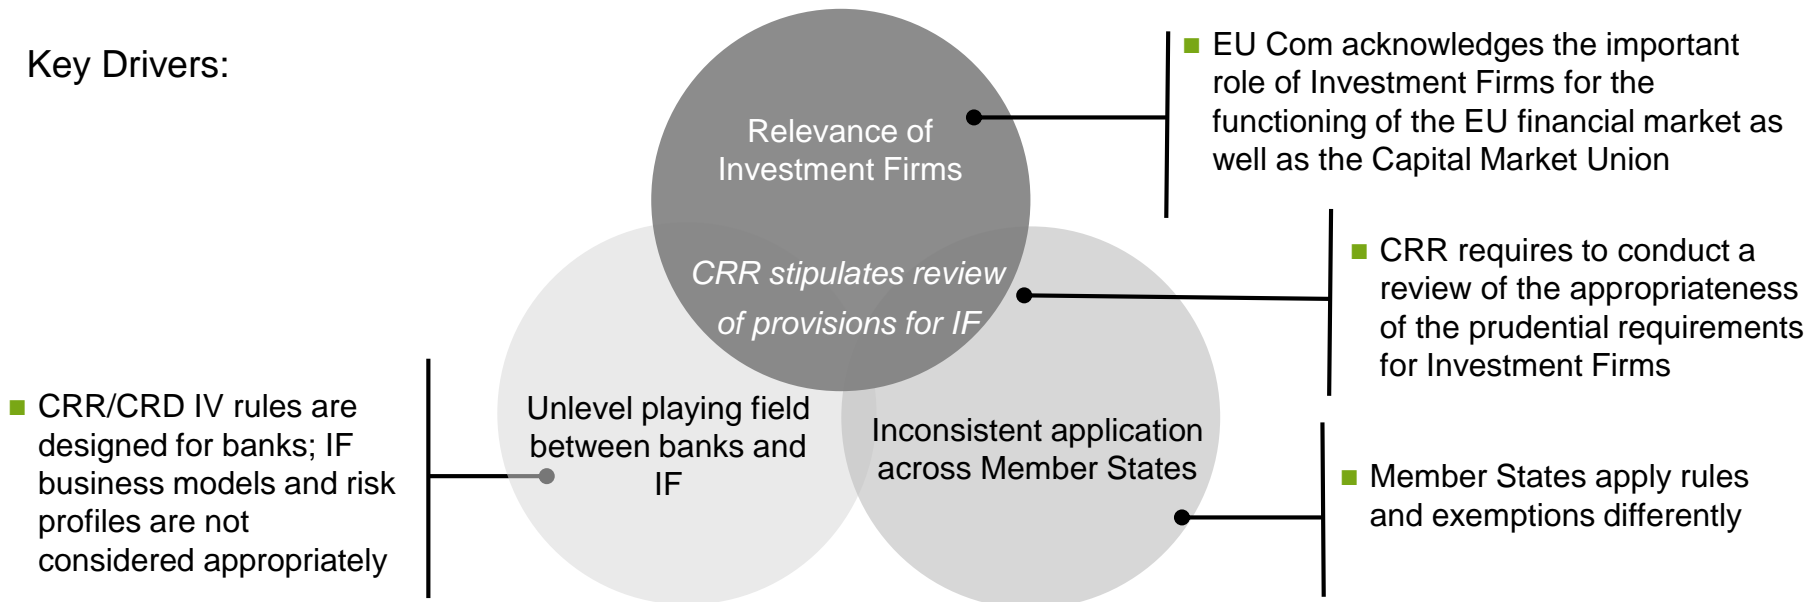 Key Drivers:
Relevance of
Investment Firms
CRR stipulates review
of provisions for IF
Unlevel playing field
between banks and
IF
Inconsistent application
across Member States
■ EU Com acknowledges the important
role of Investment Firms for the
functioning of the EU financial market as
well as the Capital Market Union
■ CRR requires to conduct a
review of the appropriateness
of the prudential requirements
for Investment Firms
■ CRR/CRD IV rules are
designed for banks; IF
business models and risk
profiles are not
considered appropriately
■ Member States apply rules
and exemptions differently